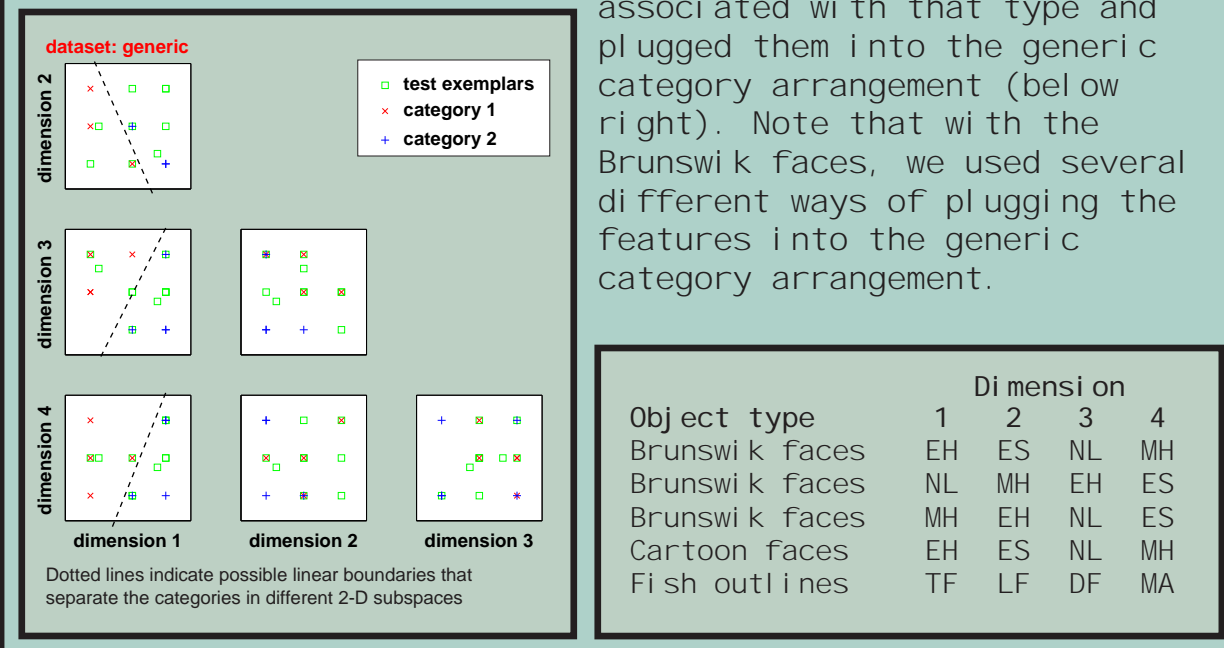 associated with that type and
plugged them into the generic
category arrangement (below
right). Note that with the
Brunswik faces, we used several
different ways of plugging the
features into the generic
category arrangement.
dataset: generic
dimension 2
test exemplars
category 1
category 2
dimension 3
dimension 4
dimension 1 dimension 2 dimension 3
Dotted lines indicate possible linear boundaries that
separate the categories in different 2-D subspaces
Dimension
Object type 1 2 3 4
Brunswik faces EH ES NL MH
Brunswik faces NL MH EH ES
Brunswik faces MH EH NL ES
Cartoon faces EH ES NL MH
Fish outlines TF LF DF MA